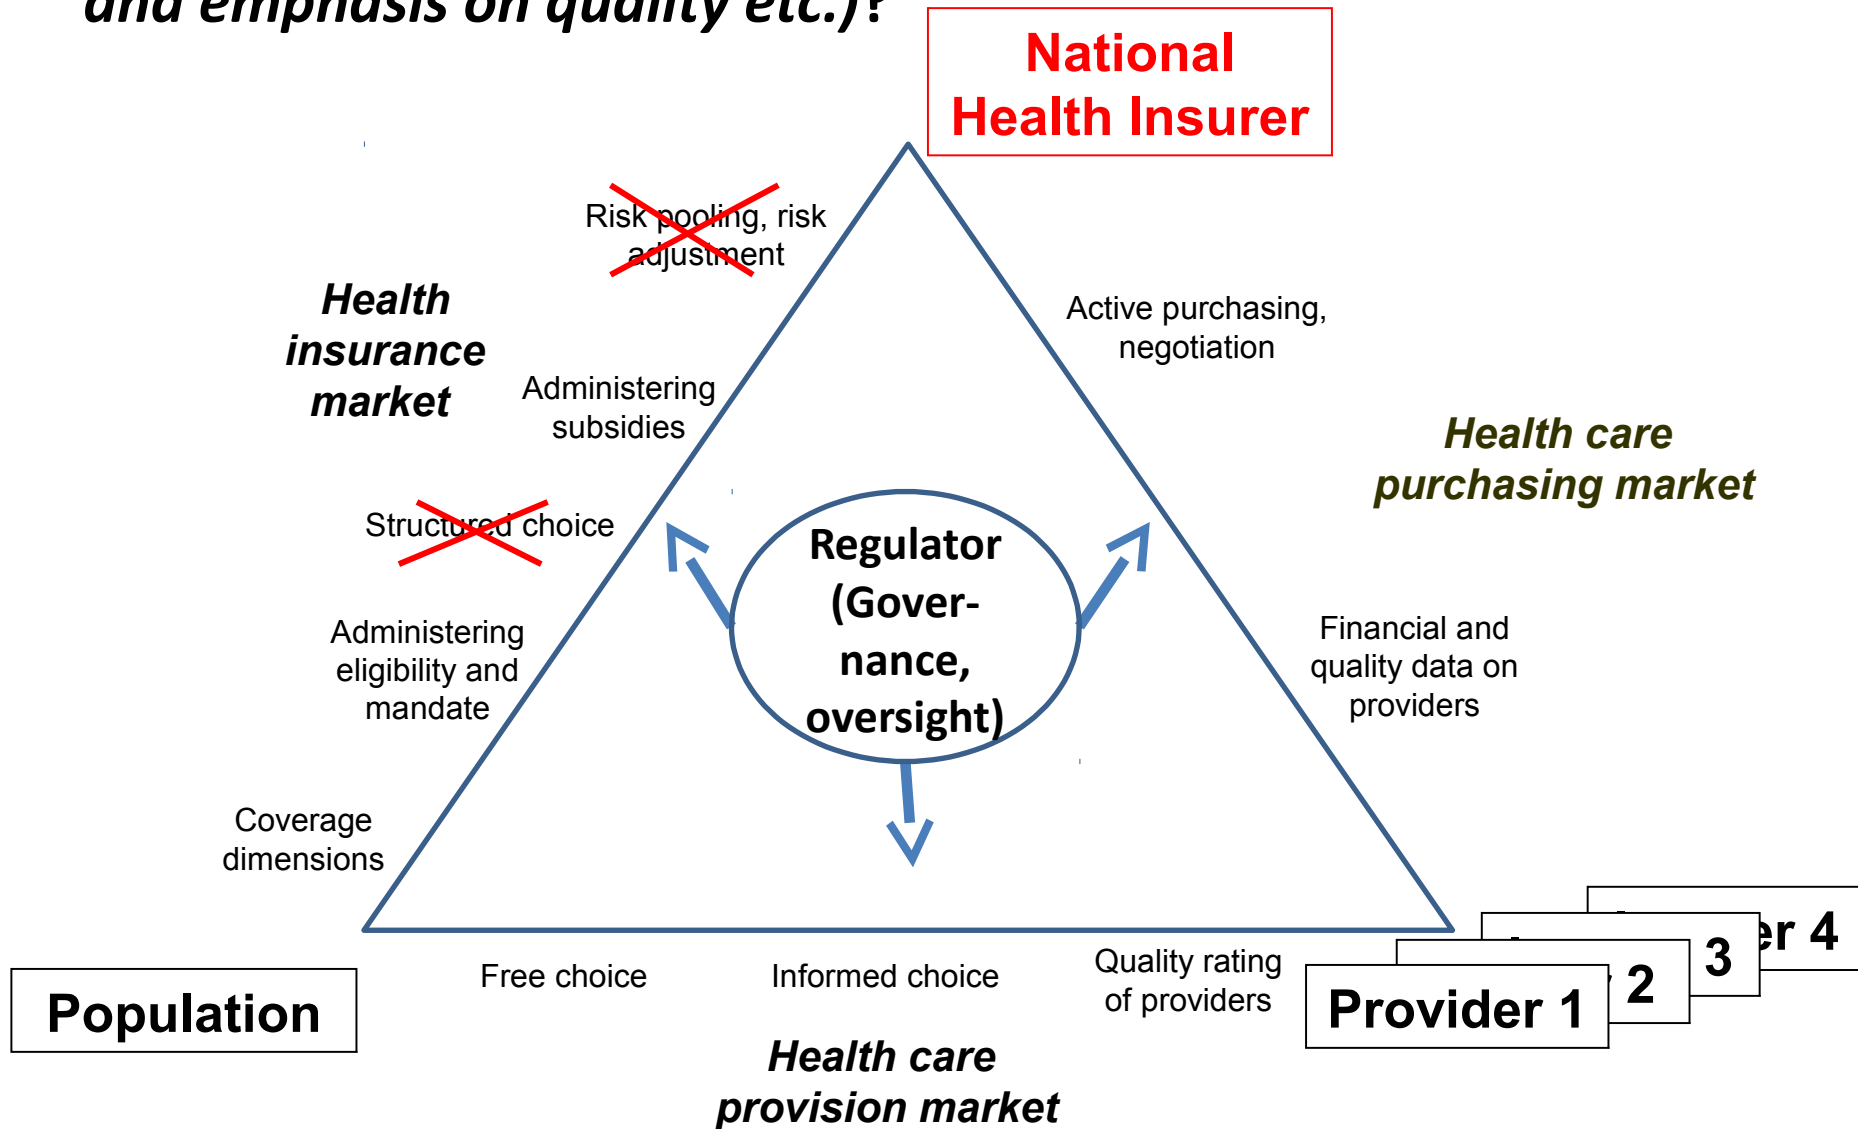 and emphasis on quality etc.)?
National
Health Insurer
Risk pooling, risk
adjustment
Health
insurance
market
Active purchasing,
negotiation
Administering
subsidies
Health care
purchasing market
Structured choice
Regulator
(Gover-
nance,
oversight)
Administering
eligibility and
mandate
Financial and
quality data on
providers
Coverage
dimensions
Free choice
Informed choice
Quality rating
of providers
Population
Provider 1
2
3
er 4
Health care
provision market